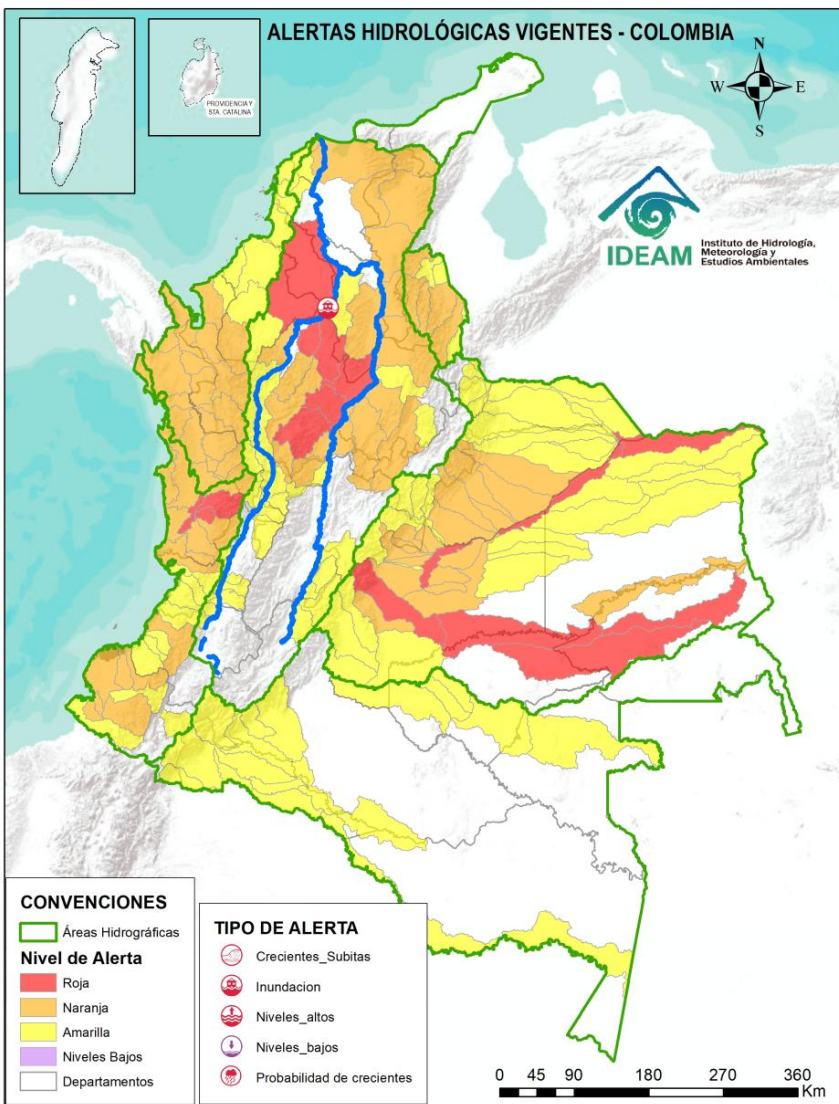 ALERTAS HIDROLÓGICAS VIGENTES - COLOMBIA
PROVIDENCIA Y
STA. CATALINA
N
W E
S
IDEAM
Instituto de Hidrología,
Meteorología y
Estudios Ambientales
CONVENCIONES
Áreas Hidrográficas
Nivel de Alerta
Roja
Naranja
Amarilla
Niveles Bajos
Departamentos
TIPO DE ALERTA
Crecientes_Subitas
Inundacion
Niveles_altos
Niveles_bajos
Probabilidad de crecientes
0 45 90 180 270 360
Km